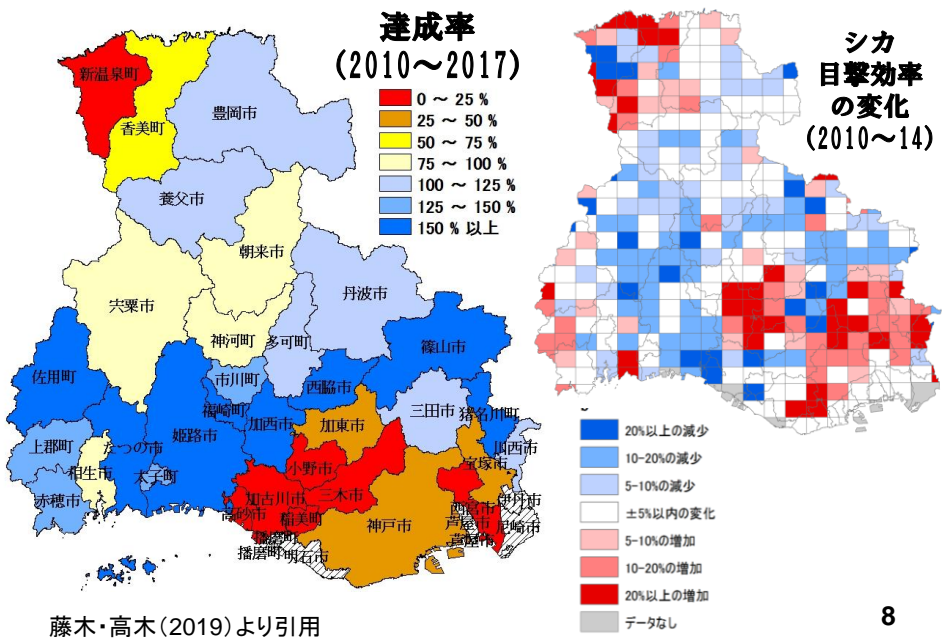 達成率
(2010～2017)
0 ～ 25 %
25 ～ 50 %
50 ～ 75 %
75 ～ 100 %
100 ～ 125 %
125 ～ 150 %
150 % 以上
新温泉町
香美町
豊岡市
養父市
朝来市
宍粟市
丹波市
神河町
多可町
篠山市
佐用町
市川町
西脇市
福崎町
加西市
加東市
三田市
猪名川町
姫路市
上郡町
たつの市
相生市
太子町
赤穂市
小野市
三木市
加古川市
高砂市
稲美町
播磨町
播磨町
明石市
神戸市
宝塚市
川西市
伊丹市
西宮市
尼崎市
芦屋市
芦屋市
シカ
目撃効率
の変化
(2010～14)
20%以上の減少
10-20%の減少
5-10%の減少
±5%以内の変化
5-10%の増加
10-20%の増加
20%以上の増加
データなし
藤木・高木(2019)より引用
8